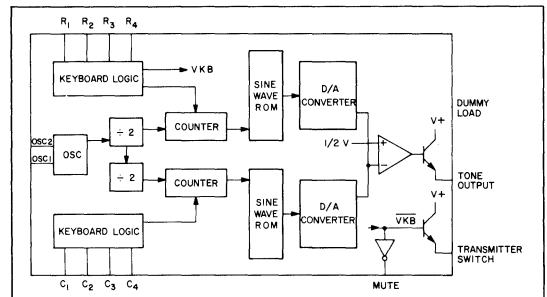 R1 R2 R3 R4
KEYBOARD LOGIC
VKB
SINE
WAVE
ROM
D/A
CONVERTER
DUMMY
LOAD
OSC2
OSC1
OSC
÷ 2
COUNTER
1/2 V
+
−
V+
TONE
OUTPUT
÷ 2
COUNTER
SINE
WAVE
ROM
D/A
CONVERTER
V+
VKB
KEYBOARD LOGIC
TRANSMITTER
SWITCH
C1 C2 C3 C4
MUTE